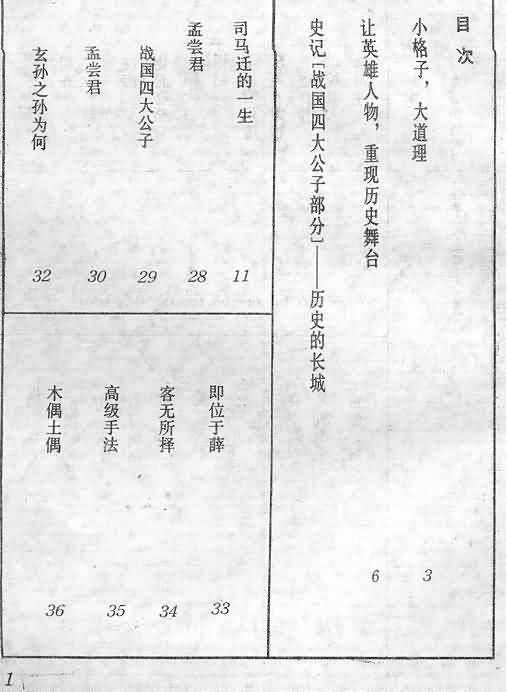 目次
小格子，大道理 3
让英雄人物，重现历史舞台 6
史记〔战国四大公子部分〕——历史的长城
司马迁的一生 11
孟尝君 28
战国四大公子 29
孟尝君 30
玄孙之孙为何 32
即位于薛 33
客无所择 34
高级手法 35
木偶土偶 36
1